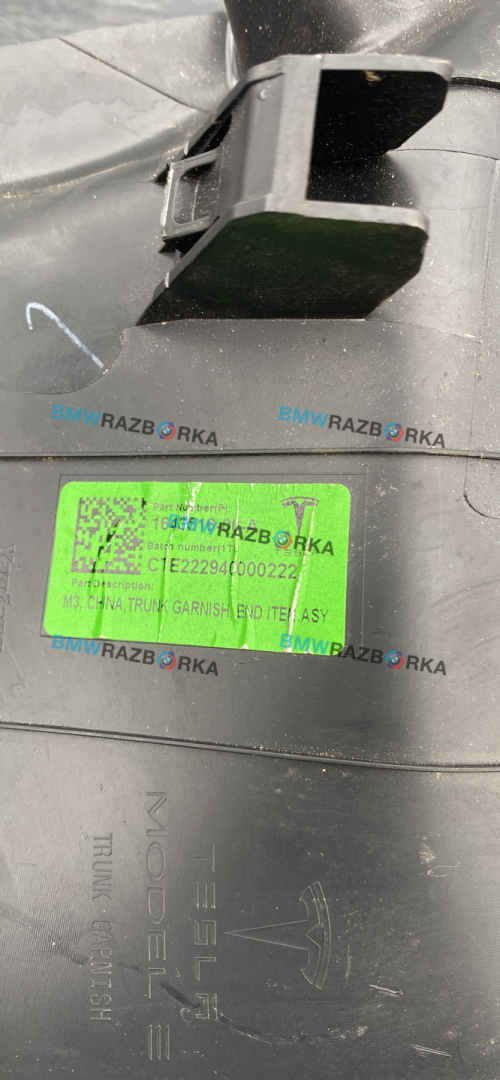 BMWRAZBORKA
BMWRAZBORKA
Part Number(P):
BMWRAZBORKA
TESLA
Batch number(1T):
C1E222940000222
Part Description:
M3, CHINA,TRUNK GARNISH, END ITEM, ASY
BMWRAZBORKA
BMWRAZBORKA
TESLA
MODEL
TRUNK GARNISH